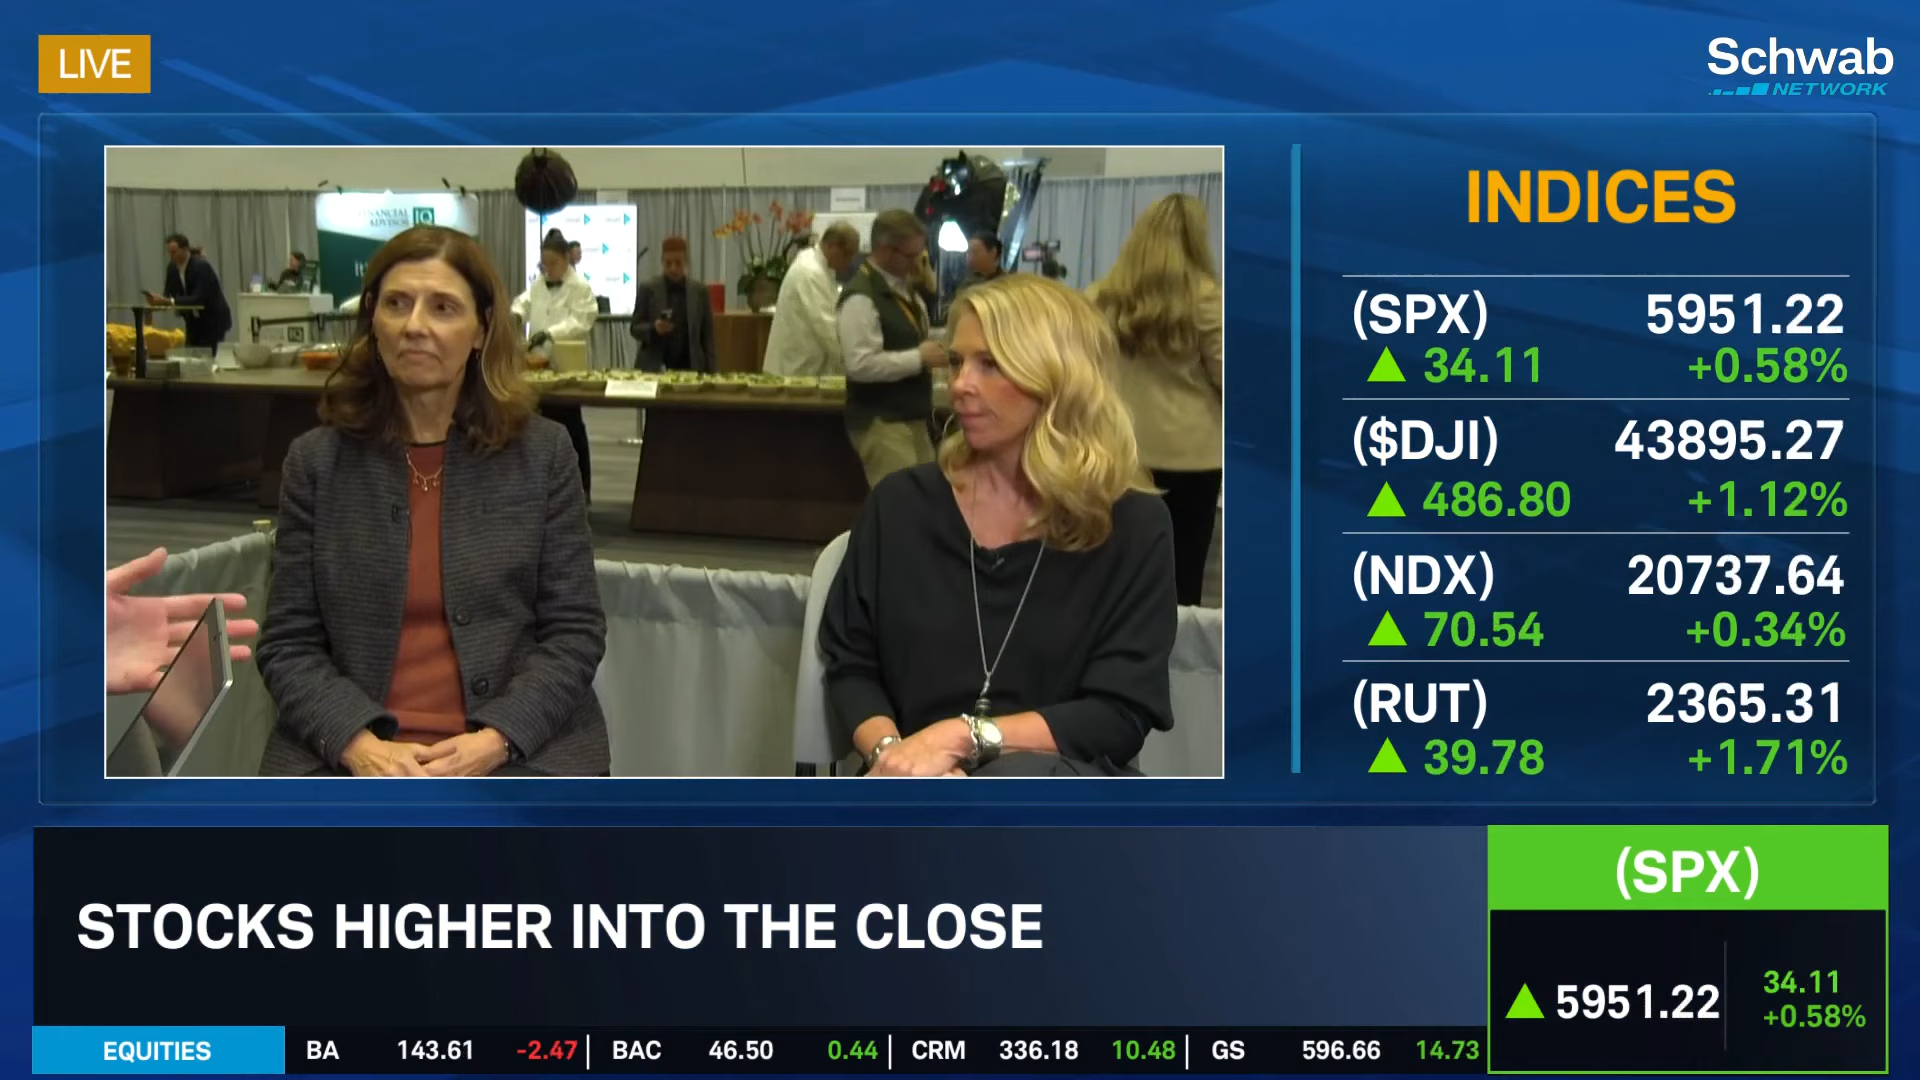 LIVE
Schwab
NETWORK
FINANCIAL
ADVISOR IQ
INDICES
(SPX) 5951.22
▲ 34.11 +0.58%
($DJI) 43895.27
▲ 486.80 +1.12%
(NDX) 20737.64
▲ 70.54 +0.34%
(RUT) 2365.31
▲ 39.78 +1.71%
STOCKS HIGHER INTO THE CLOSE
(SPX)
▲ 5951.22 34.11
+0.58%
EQUITIES BA 143.61 -2.47 BAC 46.50 0.44 CRM 336.18 10.48 GS 596.66 14.73